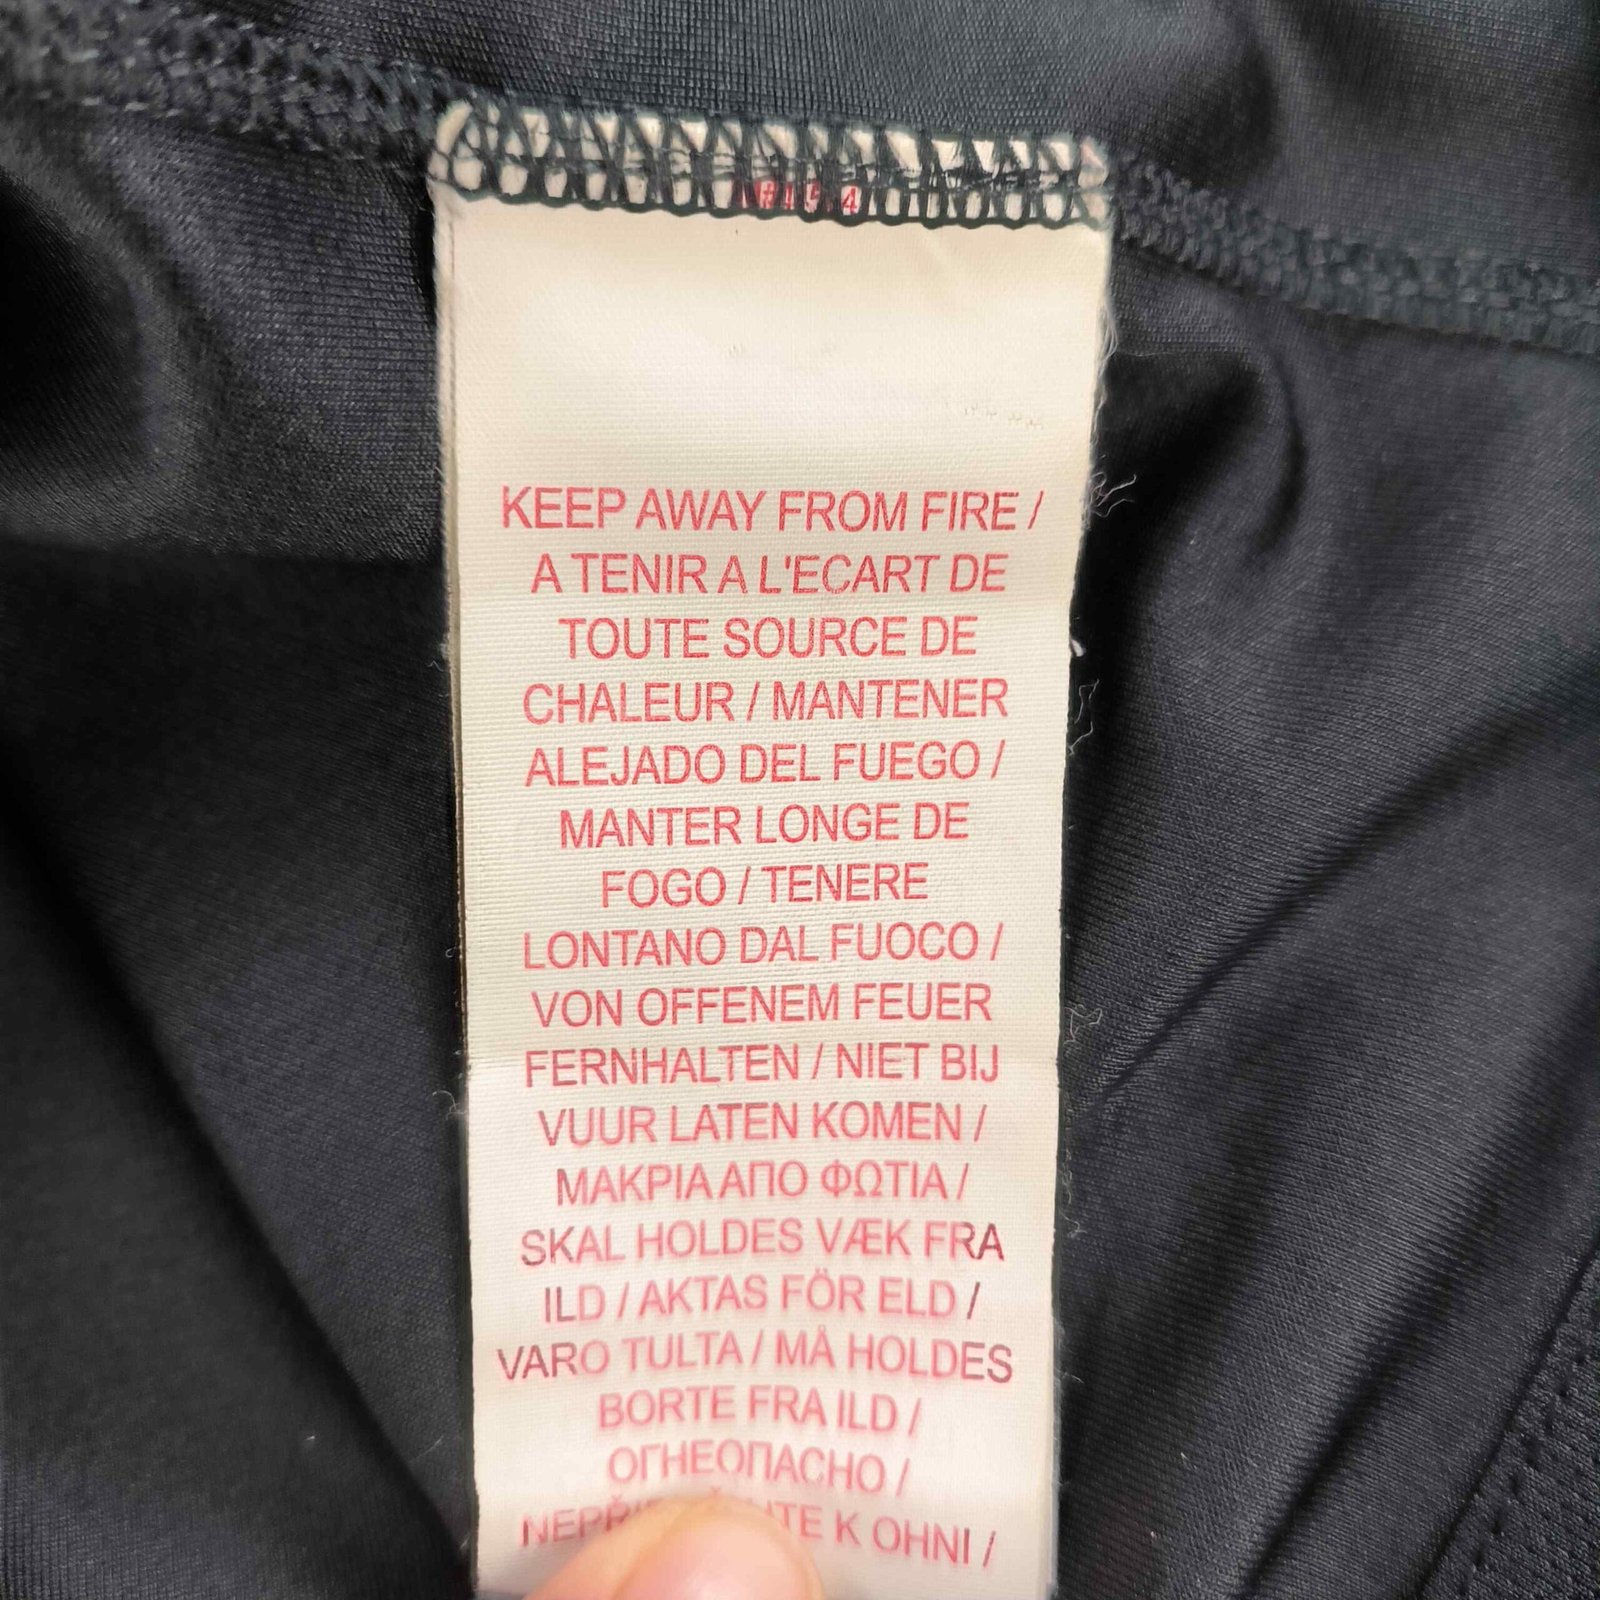 KEEP AWAY FROM FIRE /
A TENIR A L'ECART DE
TOUTE SOURCE DE
CHALEUR / MANTENER
ALEJADO DEL FUEGO /
MANTER LONGE DE
FOGO / TENERE
LONTANO DAL FUOCO /
VON OFFENEM FEUER
FERNHALTEN / NIET BIJ
VUUR LATEN KOMEN /
ΜΑΚΡΙΑ ΑΠΟ ΦΩΤΙΑ /
SKAL HOLDES VÆK FRA
ILD / AKTAS FÖR ELD /
VARO TULTA / MÅ HOLDES
BORTE FRA ILD /
ОГНЕОПАСНО /
K OHNI /